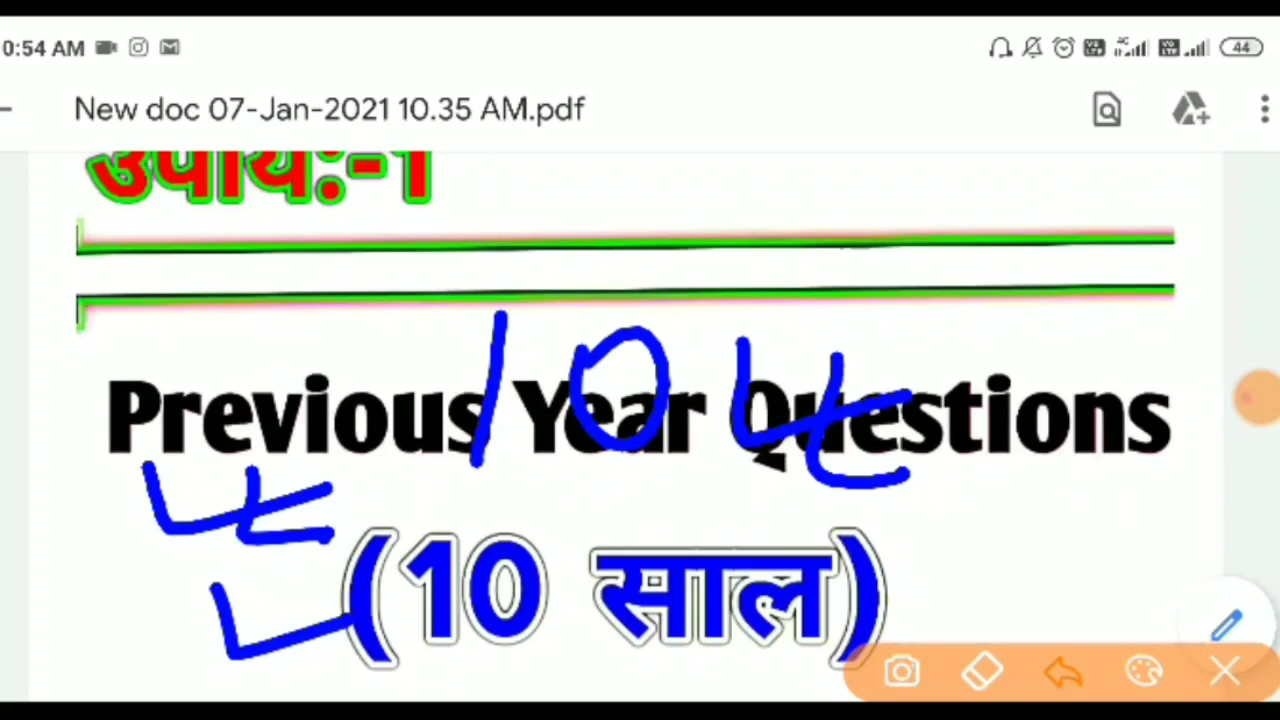 0:54 AM 44
New doc 07-Jan-2021 10.35 AM.pdf
उपाय:-1
10
Previous Year Questions
(10 साल)